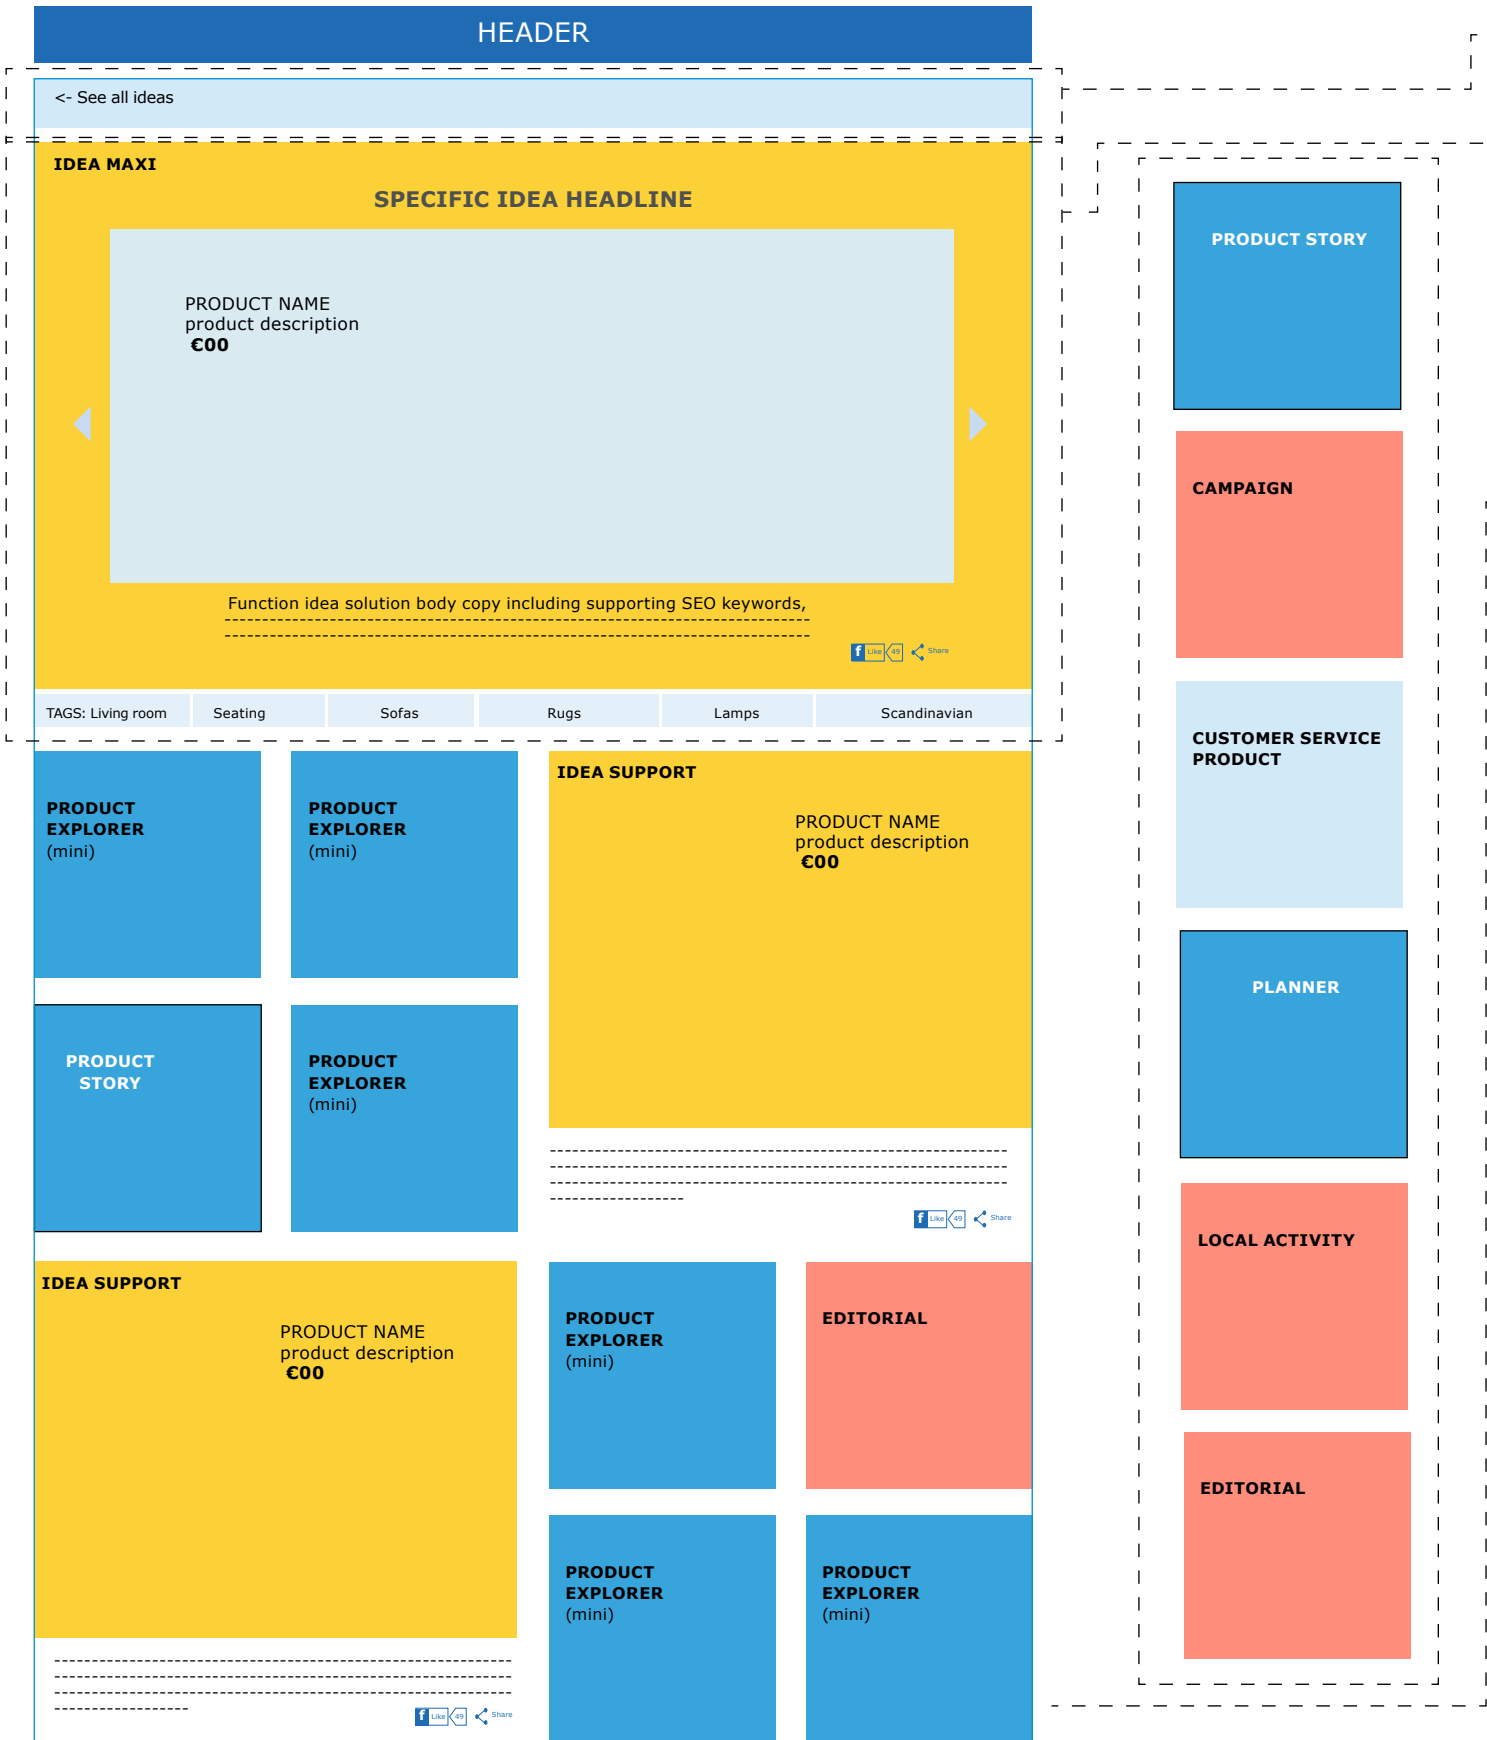 HEADER
<- See all ideas
IDEA MAXI
SPECIFIC IDEA HEADLINE
PRODUCT NAME
product description
€00
Function idea solution body copy including supporting SEO keywords,
f Like 49 Share
TAGS: Living room Seating Sofas Rugs Lamps Scandinavian
PRODUCT
EXPLORER
(mini)
PRODUCT
EXPLORER
(mini)
IDEA SUPPORT
PRODUCT NAME
product description
€00
PRODUCT
STORY
PRODUCT
EXPLORER
(mini)
f Like 49 Share
IDEA SUPPORT
PRODUCT NAME
product description
€00
PRODUCT
EXPLORER
(mini)
EDITORIAL
PRODUCT
EXPLORER
(mini)
PRODUCT
EXPLORER
(mini)
f Like 49 Share
PRODUCT STORY
CAMPAIGN
CUSTOMER SERVICE
PRODUCT
PLANNER
LOCAL ACTIVITY
EDITORIAL